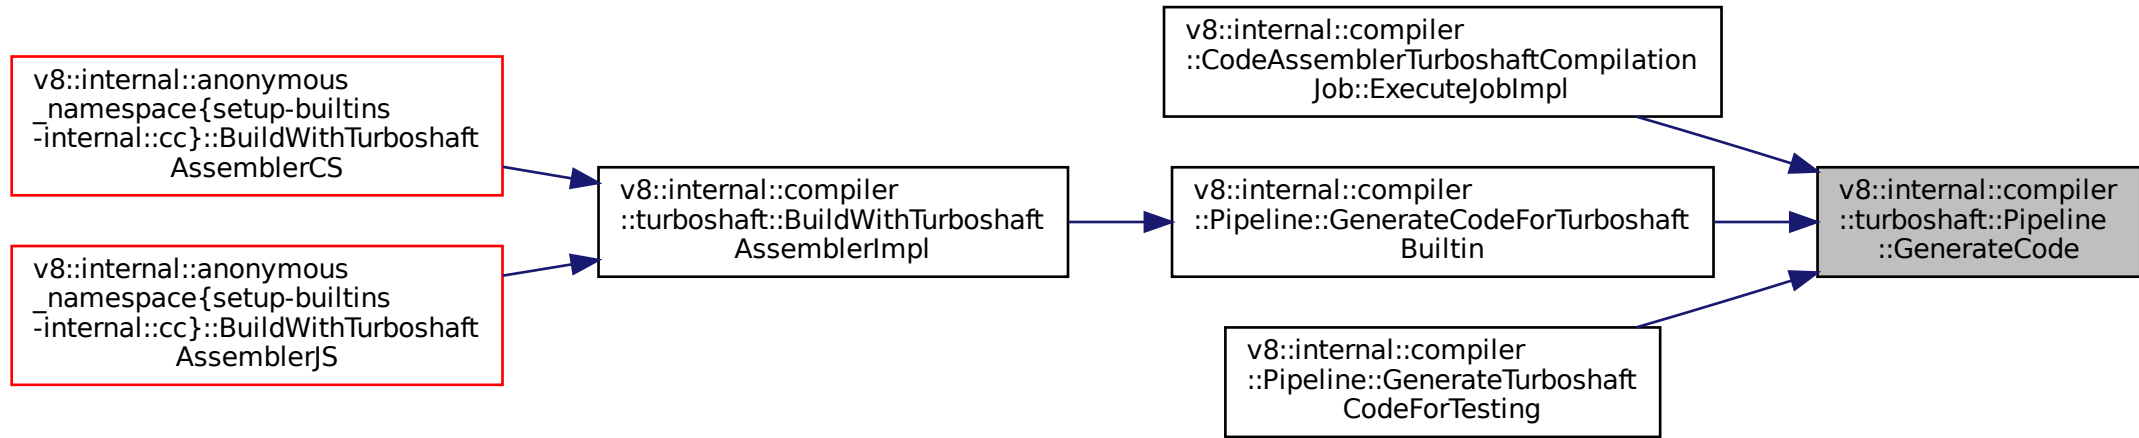 v8::internal::anonymous
_namespace{setup-builtins
-internal::cc}::BuildWithTurboshaft
AssemblerCS
v8::internal::anonymous
_namespace{setup-builtins
-internal::cc}::BuildWithTurboshaft
AssemblerJS
v8::internal::compiler
::turboshaft::BuildWithTurboshaft
AssemblerImpl
v8::internal::compiler
::CodeAssemblerTurboshaftCompilation
Job::ExecuteJobImpl
v8::internal::compiler
::Pipeline::GenerateCodeForTurboshaft
Builtin
v8::internal::compiler
::Pipeline::GenerateTurboshaft
CodeForTesting
v8::internal::compiler
::turboshaft::Pipeline
::GenerateCode